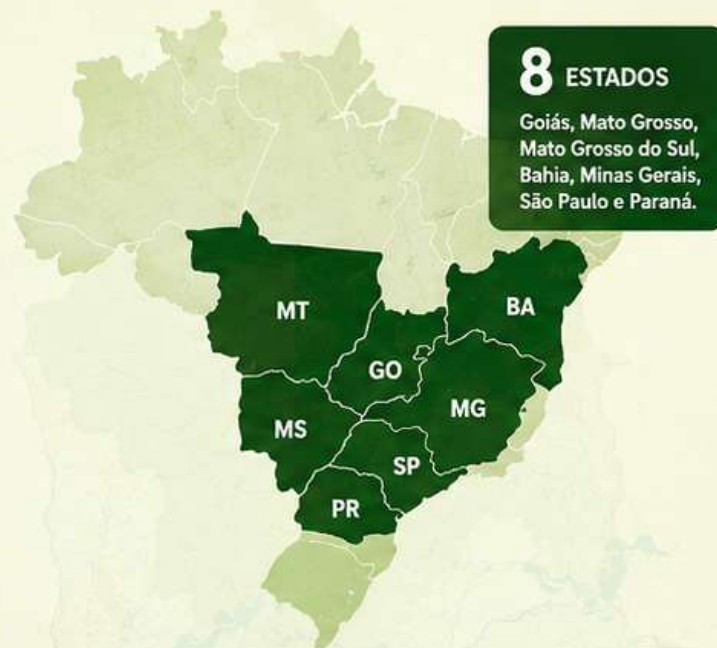 8 ESTADOS
Goiás, Mato Grosso,
Mato Grosso do Sul,
Bahia, Minas Gerais,
São Paulo e Paraná.
MT
BA
GO
MG
MS
SP
PR